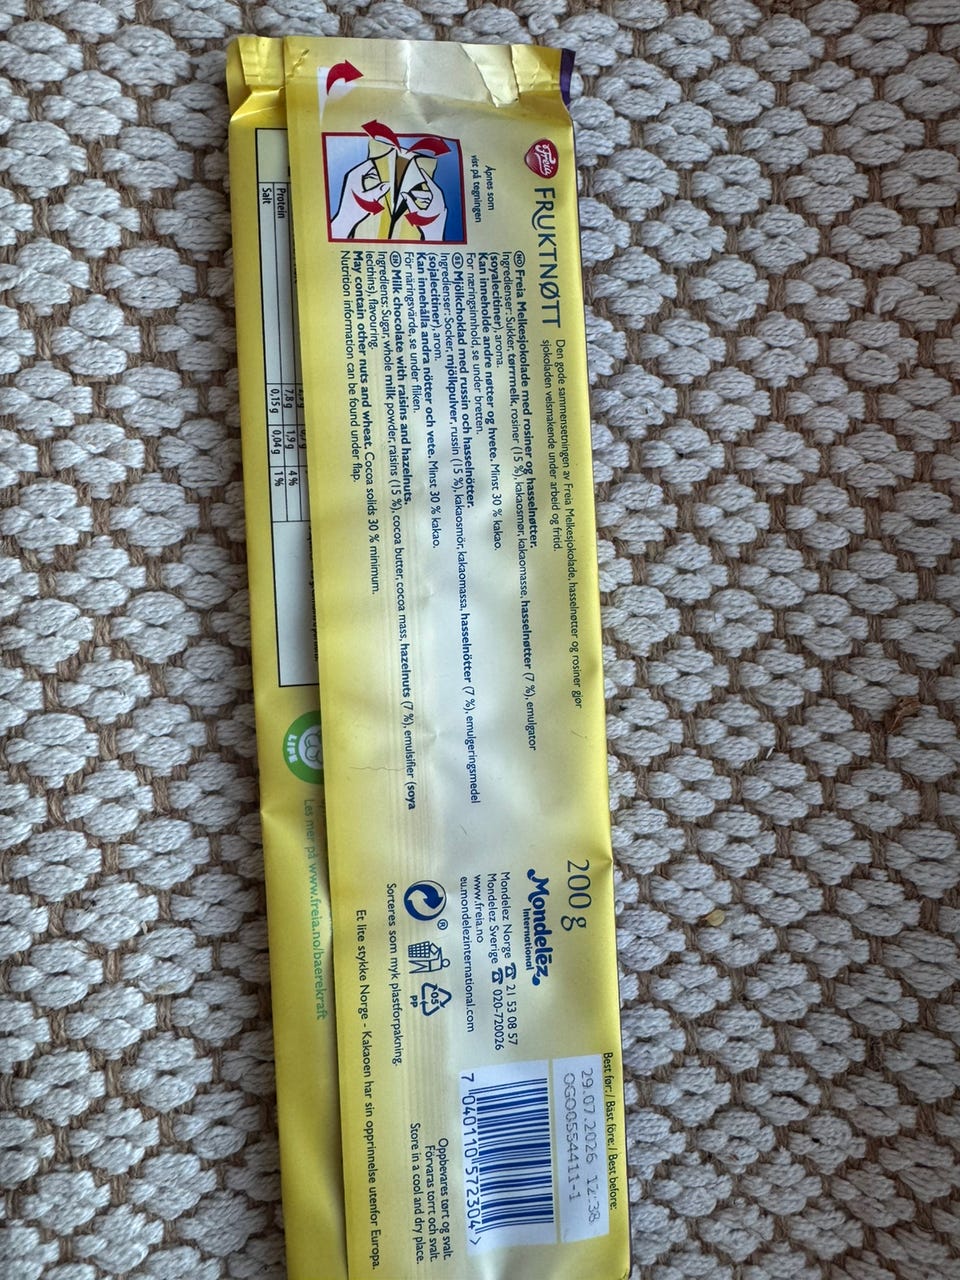 Freia
FRUKTNØTT
Den gode sammensetningen av Freia Melkesjokolade, hasselnøtter og rosiner gjør
sjokoladen velsmakende under arbeid og fritid.
Åpnes som
vist på tegningen
NO Freia Melkesjokolade med rosiner og hasselnøtter.
Ingredienser: Sukker, tørrmelk, rosiner (15 %), kakaosmør, kakaomasse, hasselnøtter (7 %), emulgator
(soyalecitiner), aroma.
Kan inneholde andre nøtter og hvete. Minst 30 % kakao.
For næringsinnhold, se under bretten.
SE Mjölkchoklad med russin och hasselnötter.
Ingredienser: Socker, mjölkpulver, russin (15 %), kakaosmör, kakaomassa, hasselnötter (7 %), emulgeringsmedel
(sojalecitiner), arom.
Kan innehålla andra nötter och vete. Minst 30 % kakao.
För näringsvärde, se under fliken.
EN Milk chocolate with raisins and hazelnuts.
Ingredients: Sugar, whole milk powder, raisins (15 %), cocoa butter, cocoa mass, hazelnuts (7 %), emulsifier (soya
lecithins), flavouring.
May contain other nuts and wheat. Cocoa solids 30 % minimum.
Nutrition information can be found under flap.
Protein 7,8 g 1,9 g 4 %
Salt 0,15 g 0,04 g 1 %
200 g
Mondelēz
International
Mondelez Norge ☎ 21 53 08 57
Mondelez Sverige ☎ 020-720026
www.freia.no
eu.mondelezinternational.com
®
05
PP
Sorteres som myk plastforpakning.
Et lite stykke Norge - Kakaoen har sin opprinnelse utenfor Europa.
LIFE
Les mer på www.freia.no/baerekraft
Best før:/ Bäst före:/ Best before:
29.07.2026 12:38
OGO0554411-1
7 040110 572304 >
Oppbevares tørt og svalt.
Förvaras torrt och svalt.
Store in a cool and dry place.